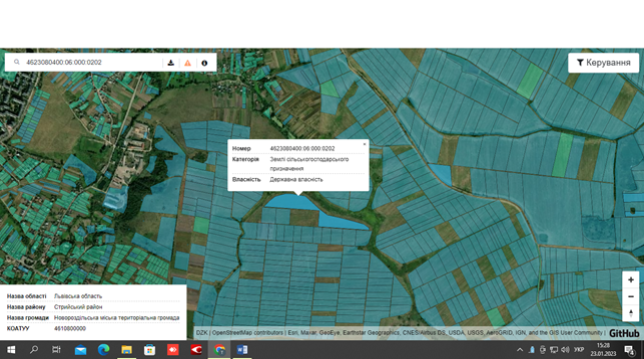 4623080400:06:000:0202
Керування
Номер 4623080400:06:000:0202
Категорія Землі сільськогосподарського
призначення
Власність Державна власність
Назва області Львівська область
Назва району Стрийський район
Назва громади Новороздільська міська територіальна громада
КОАТУУ 4610800000
DZK | OpenStreetMap contributors | Esri, Maxar, GeoEye, Earthstar Geographics, CNES/Airbus DS, USDA, USGS, AeroGRID, IGN, and the GIS User Community | GitHub
УКР
15:28
23.01.2023